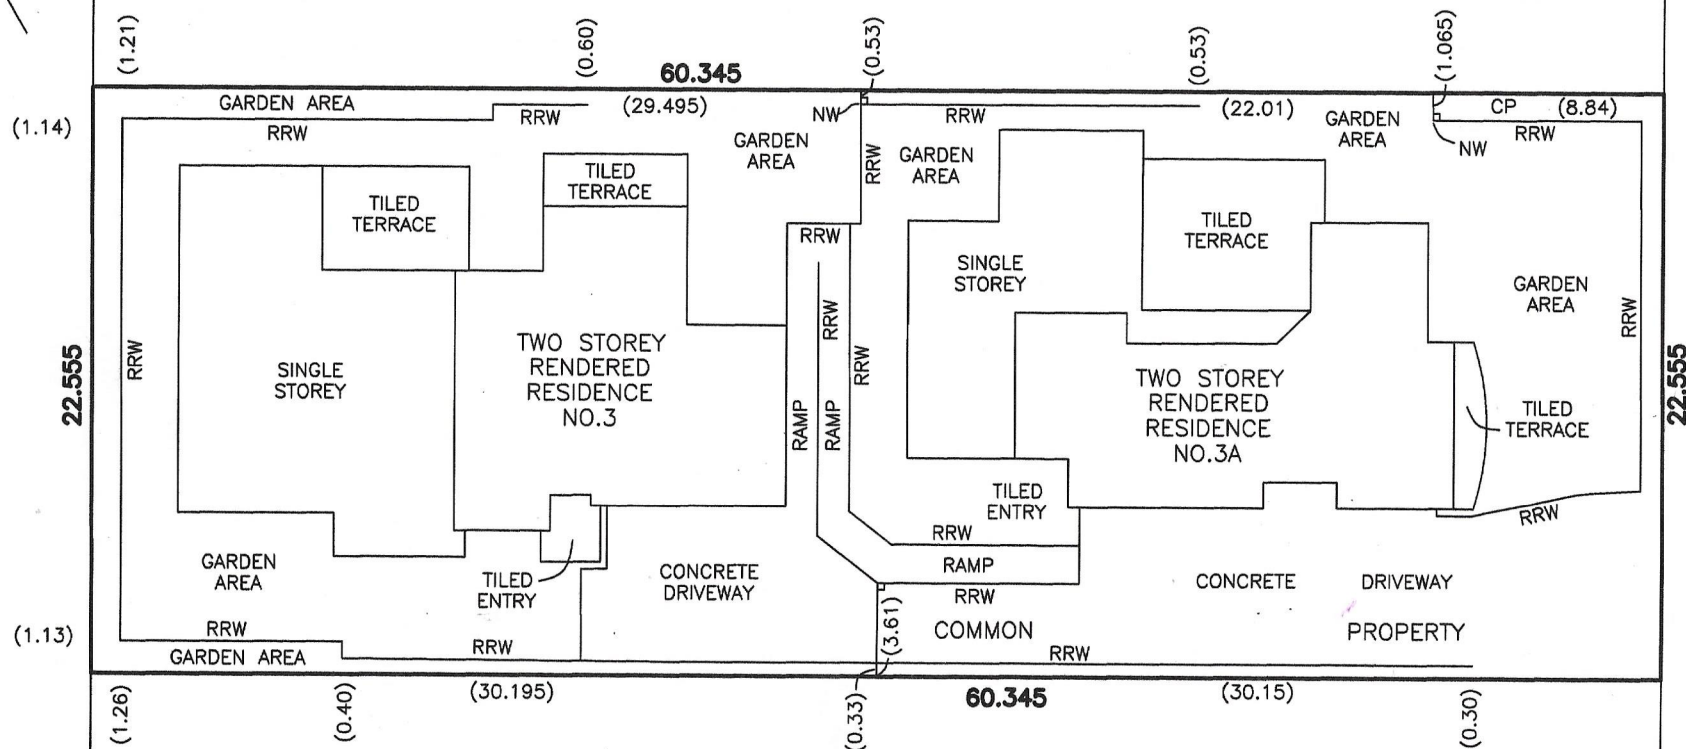 (1.21)
(0.60)
(0.53)
(0.53)
(1.065)
60.345
GARDEN AREA
(29.495)
(22.01)
CP
(8.84)
(1.14)
RRW
RRW
NW
RRW
GARDEN
AREA
RRW
NW
GARDEN
AREA
RRW
GARDEN
AREA
TILED
TERRACE
TILED
TERRACE
TILED
TERRACE
RRW
SINGLE
STOREY
GARDEN
AREA
RRW
RRW
RRW
RRW
22.555
SINGLE
STOREY
TWO STOREY
RENDERED
RESIDENCE
NO.3
RAMP
RAMP
TWO STOREY
RENDERED
RESIDENCE
NO.3A
TILED
TERRACE
22.555
TILED
ENTRY
RRW
RRW
GARDEN
AREA
TILED
ENTRY
CONCRETE
DRIVEWAY
RAMP
RRW
CONCRETE DRIVEWAY
(1.13)
RRW
GARDEN AREA
RRW
(3.61)
COMMON PROPERTY
RRW
(1.26)
(0.40)
(30.195)
(0.33)
60.345
(30.15)
(0.30)